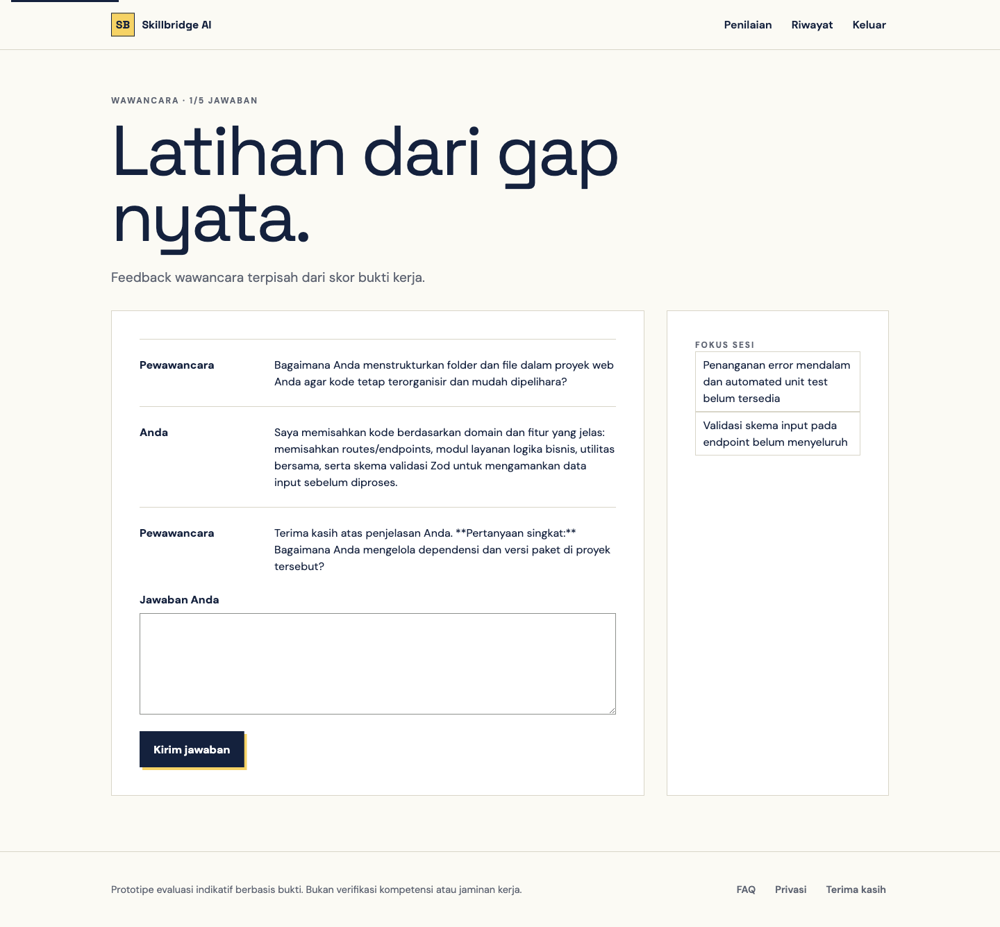 SB Skillbridge AI
Penilaian Riwayat Keluar
WAWANCARA · 1/5 JAWABAN
Latihan dari gap
nyata.
Feedback wawancara terpisah dari skor bukti kerja.
Pewawancara
Bagaimana Anda menstrukturkan folder dan file dalam proyek web
Anda agar kode tetap terorganisir dan mudah dipelihara?
Anda
Saya memisahkan kode berdasarkan domain dan fitur yang jelas:
memisahkan routes/endpoints, modul layanan logika bisnis, utilitas
bersama, serta skema validasi Zod untuk mengamankan data
input sebelum diproses.
Pewawancara
Terima kasih atas penjelasan Anda. **Pertanyaan singkat:**
Bagaimana Anda mengelola dependensi dan versi paket di proyek
tersebut?
Jawaban Anda
Kirim jawaban
FOKUS SESI
Penanganan error mendalam
dan automated unit test
belum tersedia
Validasi skema input pada
endpoint belum menyeluruh
Prototipe evaluasi indikatif berbasis bukti. Bukan verifikasi kompetensi atau jaminan kerja.
FAQ Privasi Terima kasih